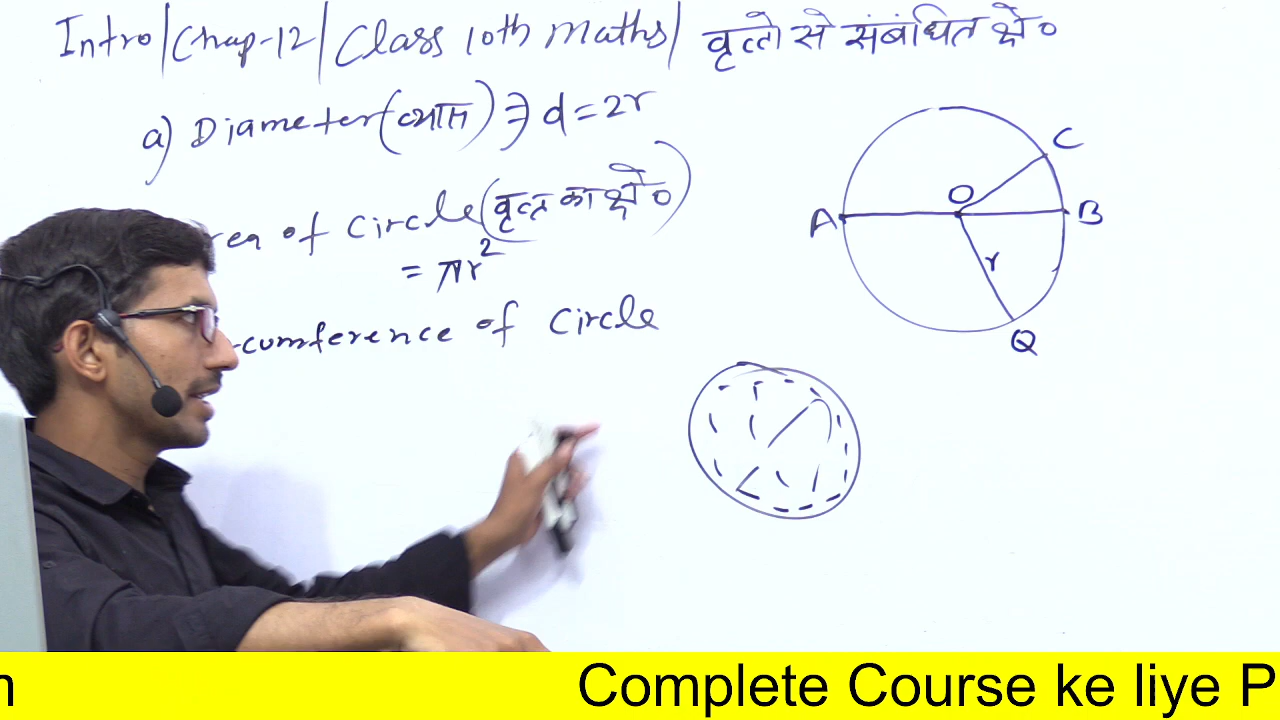 Intro/Chap-12/Class 10th maths/ वृत्तो से संबंधित क्षे०
a) Diameter(व्यास) ∋ d=2r
rea of circle(वृत्त का क्षे०)
= πr²
cumference of circle
C
O
A
B
r
Q
n Complete Course ke liye P